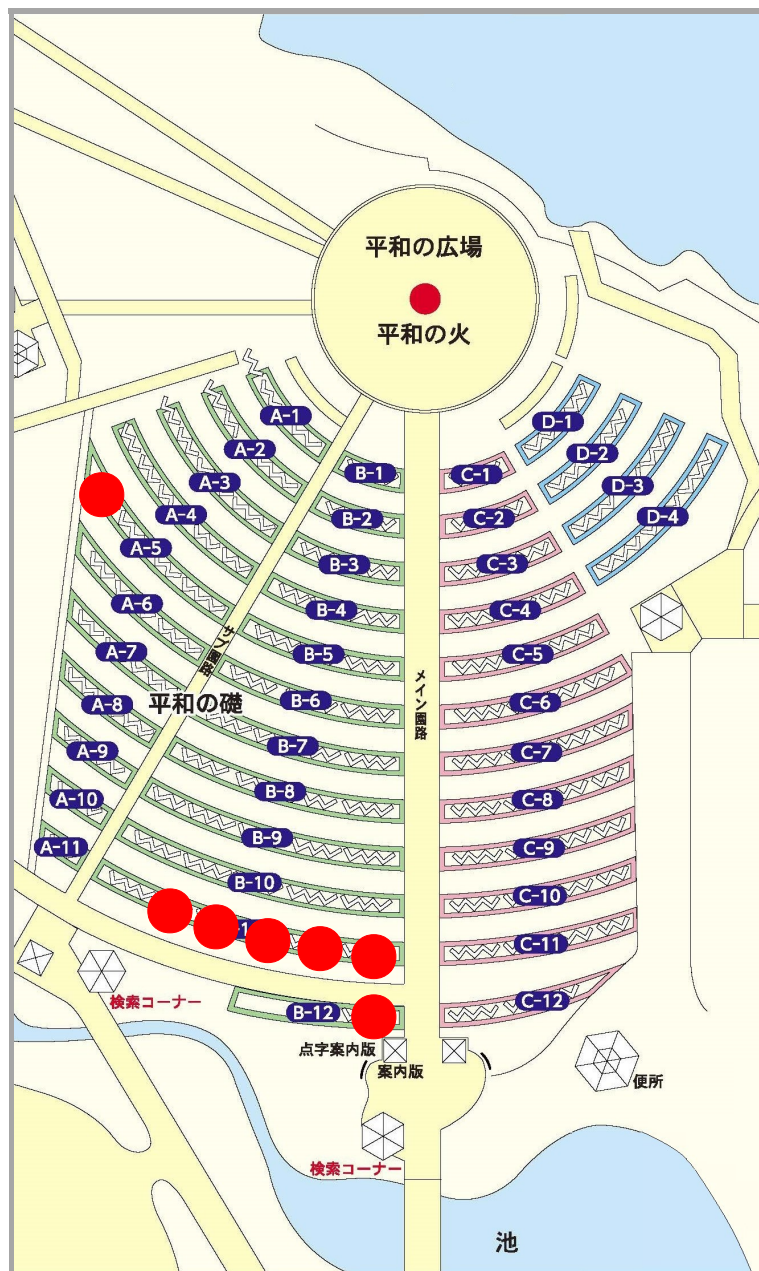 平和の広場
平和の火
A-1
A-2
A-3
A-4
A-5
A-6
A-7
A-8
A-9
A-10
A-11
B-1
B-2
B-3
B-4
B-5
B-6
B-7
B-8
B-9
B-10
B-12
C-1
C-2
C-3
C-4
C-5
C-6
C-7
C-8
C-9
C-10
C-11
C-12
D-1
D-2
D-3
D-4
サブ園路
メイン園路
平和の礎
検索コーナー
点字案内版
案内版
便所
検索コーナー
池